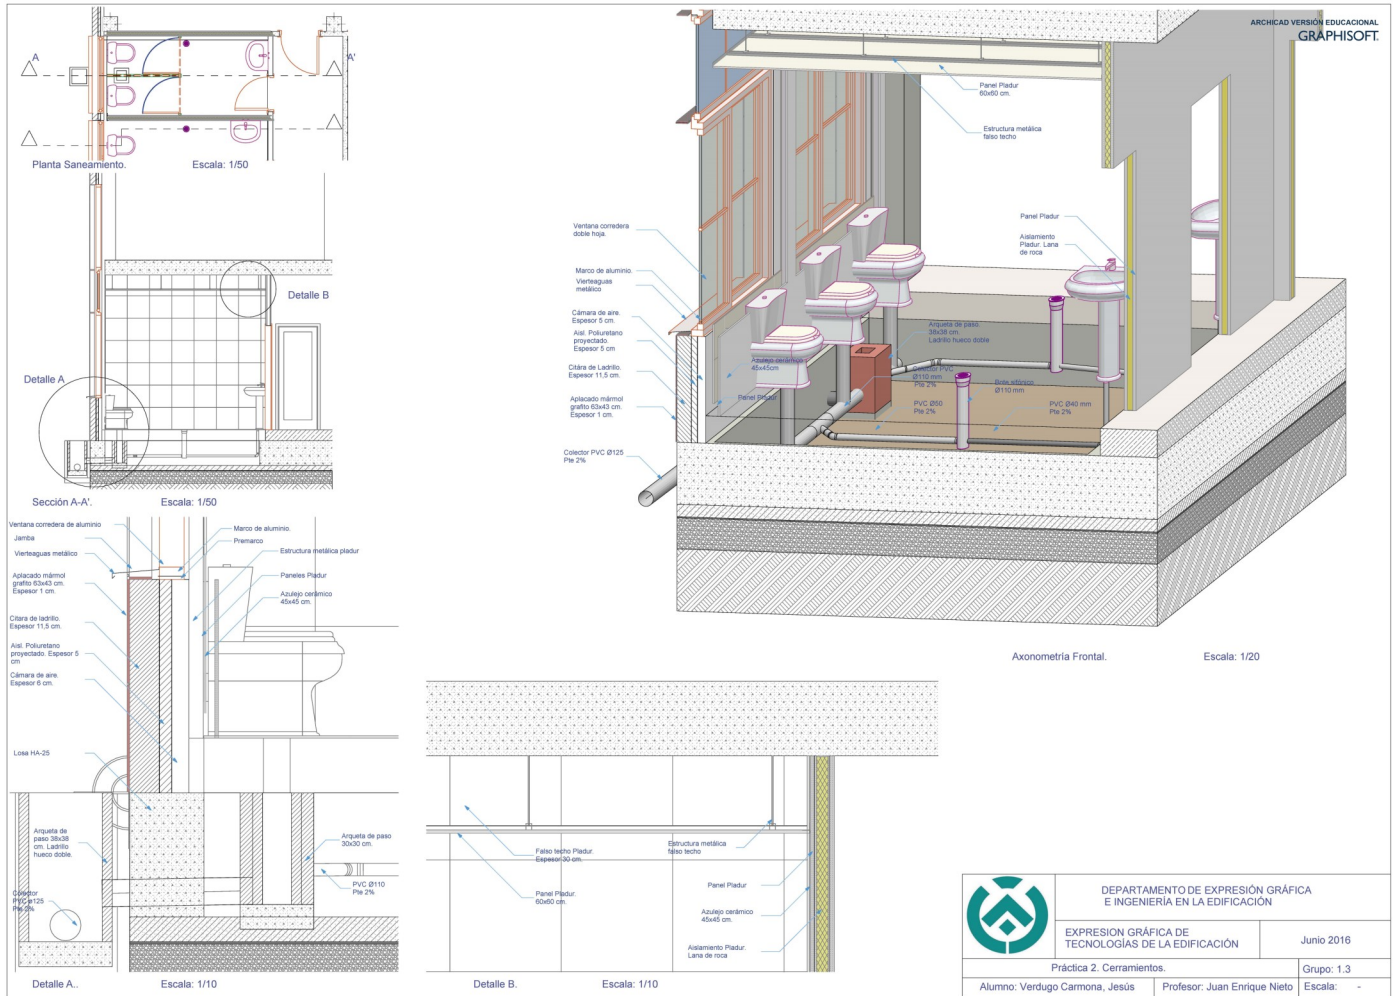 ARCHICAD VERSIÓN EDUCACIONAL
GRAPHISOFT.
A
A'
Planta Saneamiento.
Escala: 1/50
Detalle B
Detalle A
Sección A-A'.
Escala: 1/50
Panel Pladur
60x60 cm.
Estructura metálica
falso techo
Ventana corredera
doble hoja.
Marco de aluminio.
Vierteaguas
metálico
Cámara de aire.
Espesor 5 cm.
Aisl. Poliuretano
proyectado.
Espesor 5 cm
Citára de Ladrillo.
Espesor 11,5 cm.
Aplacado mármol
grafito 63x43 cm.
Espesor 1 cm.
Colector PVC Ø125
Pte 2%
Panel Pladur
Aislamiento
Pladur. Lana
de roca
Arqueta de paso
38x38 cm.
Ladrillo hueco doble
Azulejo cerámico
45x45cm
Colector PVC
Ø110 mm
Pte 2%
Panel Pladur
Bote sifónico
Ø110 mm
PVC Ø50
Pte 2%
PVC Ø40 mm
Pte 2%
Axonometría Frontal.
Escala: 1/20
Ventana corredera de aluminio
Jamba
Vierteaguas metálico
Aplacado mármol
grafito 63x43 cm.
Espesor 1 cm.
Citara de ladrillo.
Espesor 11,5 cm.
Aisl. Poliuretano
proyectado. Espesor 5
cm
Cámara de aire.
Espesor 6 cm.
Losa HA-25
Marco de aluminio.
Premarco
Estructura metálica pladur
Paneles Pladur
Azulejo cerámico
45x45 cm.
Arqueta de
paso 38x38
cm. Ladrillo
hueco doble.
Colector
PVC ø125
Pte 2%
Arqueta de paso
30x30 cm.
PVC Ø110
Pte 2%
Detalle A..
Escala: 1/10
Falso techo Pladur.
Espesor 30 cm.
Panel Pladur.
60x60 cm.
Estructura metálica
falso techo
Panel Pladur
Azulejo cerámico
45x45 cm.
Aislamiento Pladur.
Lana de roca
Detalle B.
Escala: 1/10
DEPARTAMENTO DE EXPRESIÓN GRÁFICA
E INGENIERÍA EN LA EDIFICACIÓN
EXPRESION GRÁFICA DE
TECNOLOGÍAS DE LA EDIFICACIÓN
Junio 2016
Práctica 2. Cerramientos.
Grupo: 1.3
Alumno: Verdugo Carmona, Jesús
Profesor: Juan Enrique Nieto
Escala: -